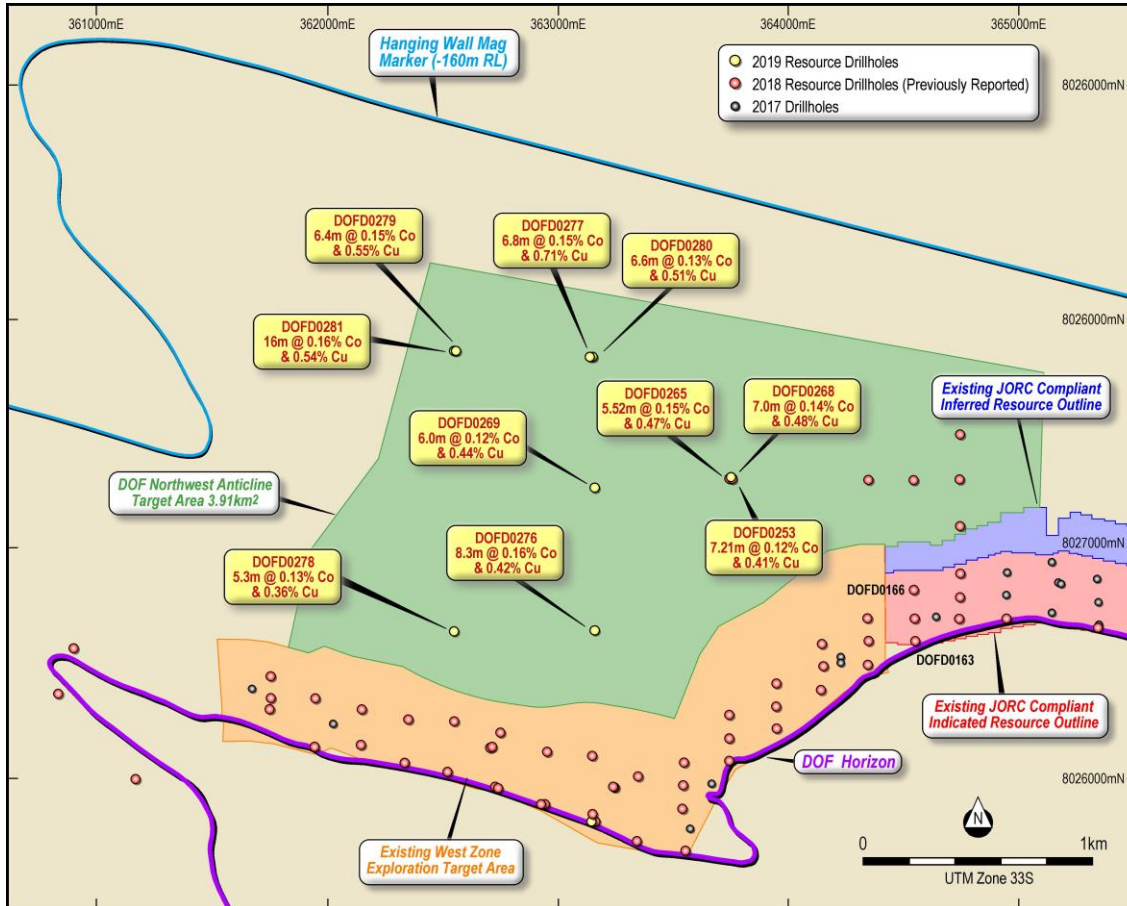 361000mE
362000mE
363000mE
364000mE
365000mE
Hanging Wall Mag
Marker (-160m RL)
2019 Resource Drillholes
2018 Resource Drillholes (Previously Reported)
2017 Drillholes
8026000mN
DOFD0279
6.4m @ 0.15% Co
& 0.55% Cu
DOFD0277
6.8m @ 0.15% Co
& 0.71% Cu
DOFD0280
6.6m @ 0.13% Co
& 0.51% Cu
8026000mN
DOFD0281
16m @ 0.16% Co
& 0.54% Cu
DOFD0265
5.52m @ 0.15% Co
& 0.47% Cu
DOFD0268
7.0m @ 0.14% Co
& 0.48% Cu
Existing JORC Compliant
Inferred Resource Outline
DOFD0269
6.0m @ 0.12% Co
& 0.44% Cu
DOF Northwest Anticline
Target Area 3.91km2
DOFD0276
8.3m @ 0.16% Co
& 0.42% Cu
DOFD0253
7.21m @ 0.12% Co
& 0.41% Cu
8027000mN
DOFD0278
5.3m @ 0.13% Co
& 0.36% Cu
DOFD0166
DOFD0163
Existing JORC Compliant
Indicated Resource Outline
DOF Horizon
8026000mN
Existing West Zone
Exploration Target Area
N
0
1km
UTM Zone 33S